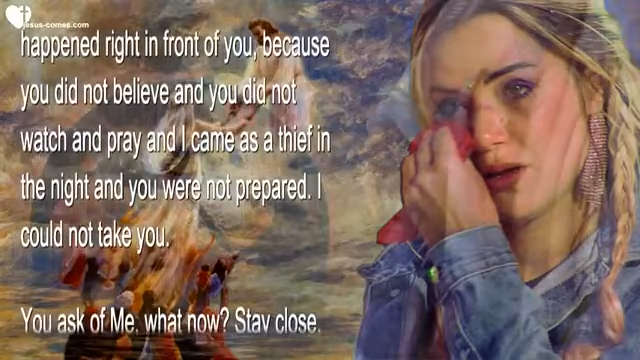 jesus-comes.com
happened right in front of you, because
you did not believe and you did not
watch and pray and I came as a thief in
the night and you were not prepared. I
could not take you.
You ask of Me, what now? Stay close.